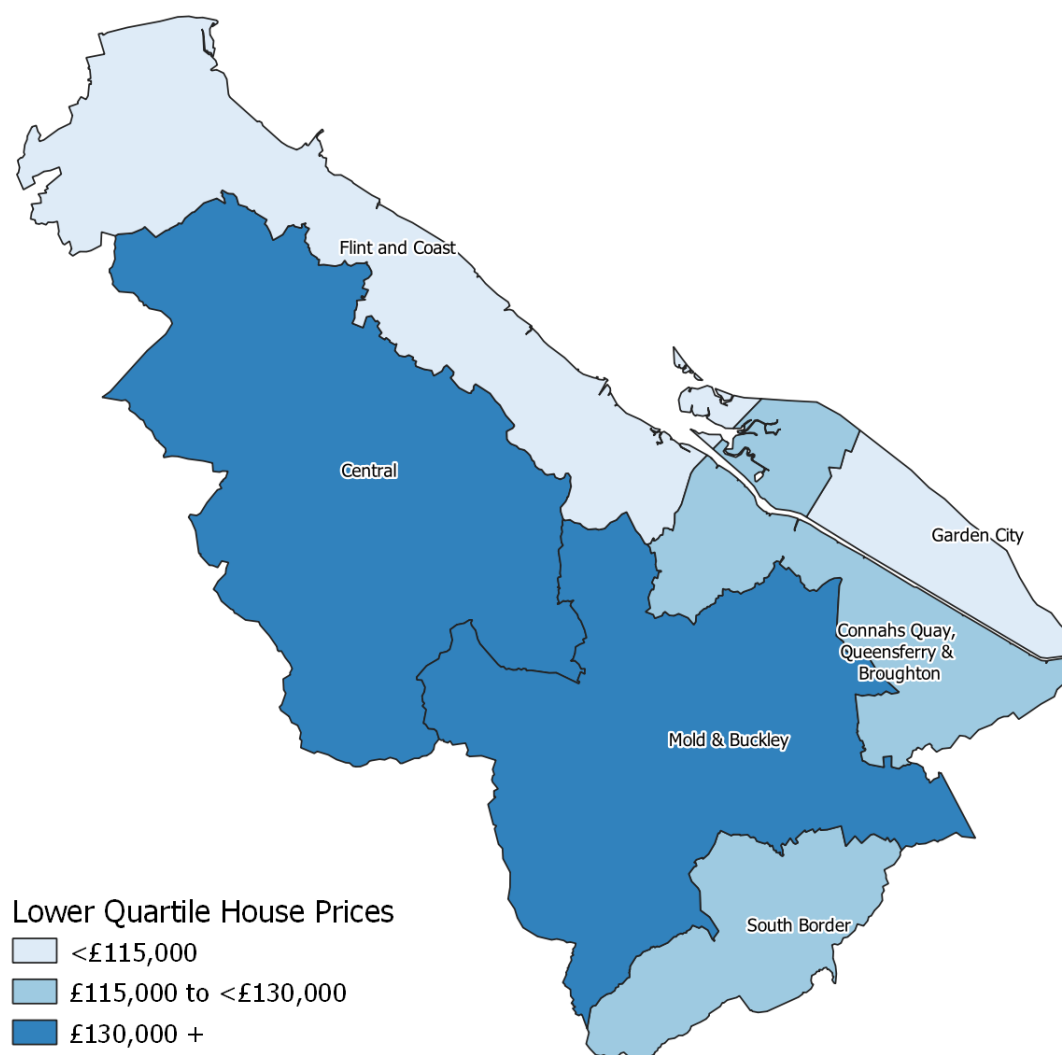 Flint and Coast
Central
Garden City
Connahs Quay,
Queensferry &
Broughton
Mold & Buckley
South Border
Lower Quartile House Prices
<£115,000
£115,000 to <£130,000
£130,000 +